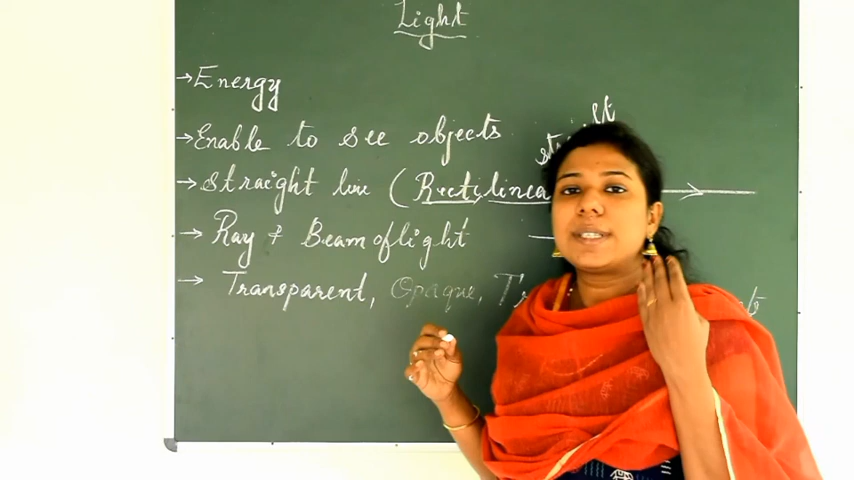 Light
→ Energy
→ Enable to see objects
→ Straight line (Rectilinea
→ Ray + Beam of light
→ Transparent, Opaque,